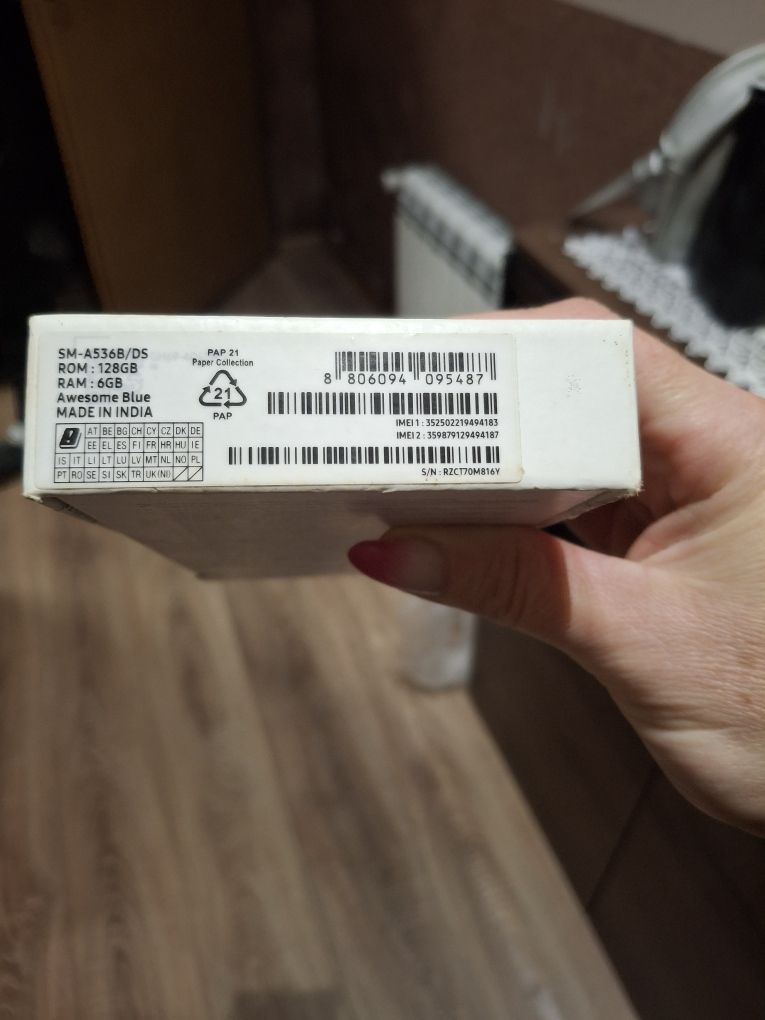 SM-A536B/DS
ROM : 128GB
RAM : 6GB
Awesome Blue
MADE IN INDIA
AT BE BG CH CY CZ DK DE
EE EL ES FI FR HR HU IE
IS IT LI LT LU LV MT NL NO PL
PT RO SE SI SK TR UK(NI)
PAP 21
Paper Collection
21
PAP
8 806094 095487
IMEI 1 : 352502219494183
IMEI 2 : 359879129494187
S/N : RZCT70M816Y